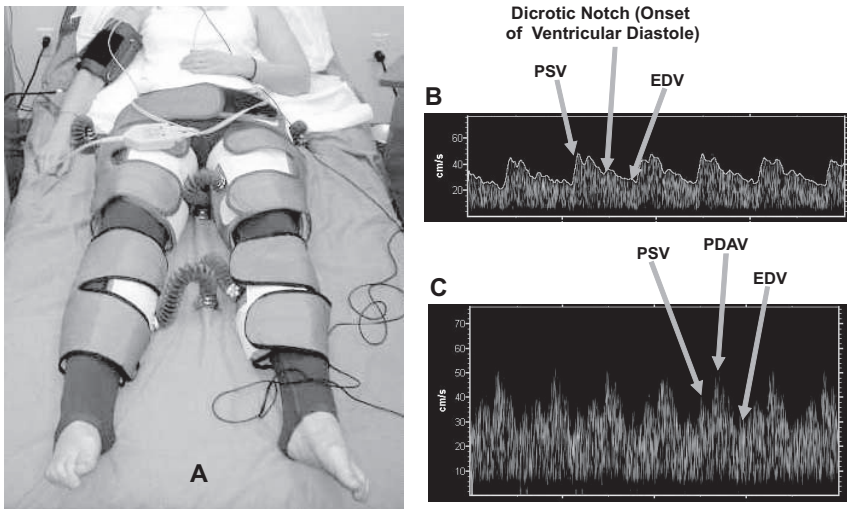 Dicrotic Notch (Onset
of Ventricular Diastole)
PSV
EDV
B
cm/s
60
40
20
PSV
PDAV
EDV
C
cm/s
70
60
50
40
30
20
10
A